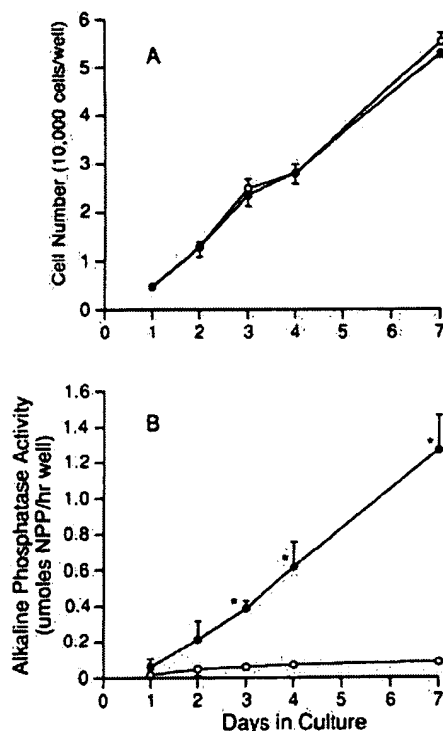 6
A
5
4
3
2
1
0
Cell Number (10,000 cells/well)
0 1 2 3 4 5 6 7
1.6
B
1.4
1.2
1.0
0.8
0.6
0.4
0.2
0
Alkaline Phosphatase Activity
(umoles NPP/hr well)
* * *
0 1 2 3 4 5 6 7
Days in Culture